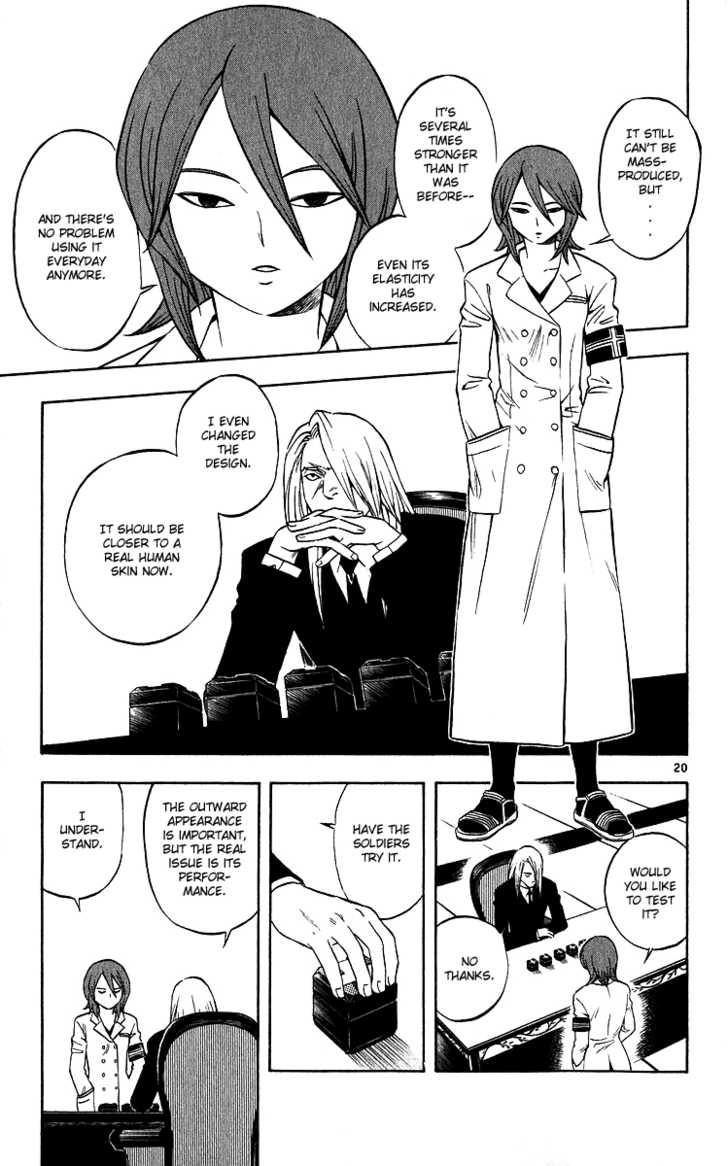 IT STILL
CAN'T BE
MASS-
PRODUCED,
BUT
. . . .
IT'S
SEVERAL
TIMES
STRONGER
THAN IT
WAS
BEFORE--
EVEN ITS
ELASTICITY
HAS
INCREASED.
AND THERE'S
NO PROBLEM
USING IT
EVERYDAY
ANYMORE.
I EVEN
CHANGED
THE
DESIGN.
IT SHOULD BE
CLOSER TO A
REAL HUMAN
SKIN NOW.
20
WOULD
YOU LIKE
TO TEST
IT?
NO
THANKS.
HAVE THE
SOLDIERS
TRY IT.
THE OUTWARD
APPEARANCE
IS IMPORTANT,
BUT THE REAL
ISSUE IS ITS
PERFOR-
MANCE.
I
UNDER-
STAND.